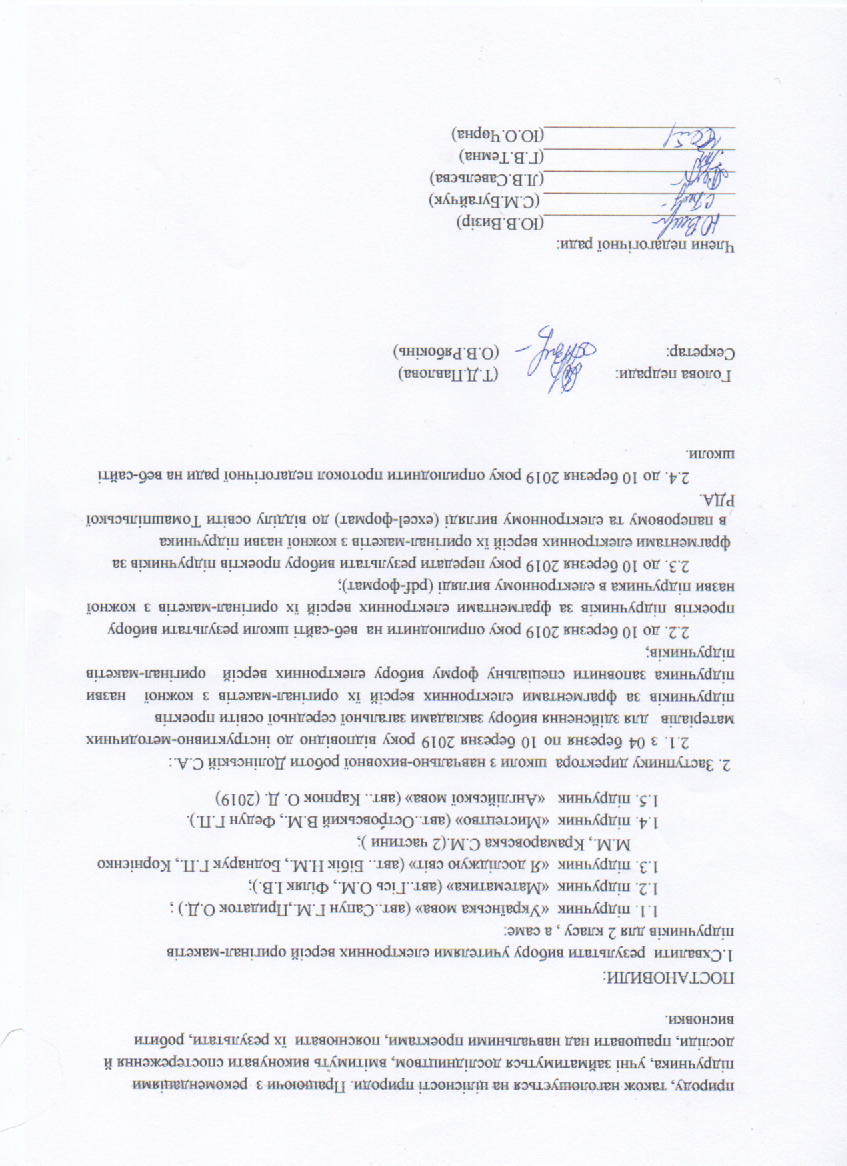 природу, також наголошується на цілісності природи. Працюючи з рекомендаціями
підручника, учні займатимуться дослідництвом, вмітимуть виконувати спостереження й
досліди, працювати над навчальними проектами, пояснювати їх результати, робити
висновки.
ПОСТАНОВИЛИ:
1.Схвалити результати вибору учителями електронних версій оригінал-макетів
підручників для 2 класу , а саме:
1.1. підручник «Українська мова» (авт..Сапун Г.М.,Придаток О.Д.) ;
1.2. підручник «Математика» (авт..Гісь О.М., Філяк І.В.);
1.3. підручник «Я досліджую світ» (авт.. Бібік Н.М., Боднарук Г.П., Корнієнко
М.М., Крамаровська С.М.(2 частини );
1.4. підручник «Мистецтво» (авт..Островський В.М., Федун Г.П.).
1.5. підручник «Англійської мова» (авт.. Карпюк О. Д. (2019)
2. Заступнику директора школи з навчально-виховної роботи Долінській С.А.:
2.1. з 04 березня по 10 березня 2019 року відповідно до інструктивно-методичних
матеріалів для здійснення вибору закладами загальної середньої освіти проектів
підручників за фрагментами електронних версій їх оригінал-макетів з кожної назви
підручника заповнити спеціальну форму вибору електронних версій оригінал-макетів
підручників;
2.2. до 10 березня 2019 року оприлюднити на веб-сайті школи результати вибору
проектів підручників за фрагментами електронних версій їх оригінал-макетів з кожної
назви підручника в електронному вигляді (pdf-формат);
2.3. до 10 березня 2019 року передати результати вибору проектів підручників за
фрагментами електронних версій їх оригінал-макетів з кожної назви підручника
в паперовому та електронному вигляді (excel-формат) до відділу освіти Томашпільської
РДА.
2.4. до 10 березня 2019 року оприлюднити протокол педагогічної ради на веб-сайті
школи.
Голова педради: (Т.Д.Павлова)
Секретар: (О.В.Рябокінь)
Члени педагогічної ради:
(Ю.В.Визір)
(С.М.Бугайчук)
(Л.В.Савельєва)
(Г.В.Темна)
(Ю.О.Чорна)